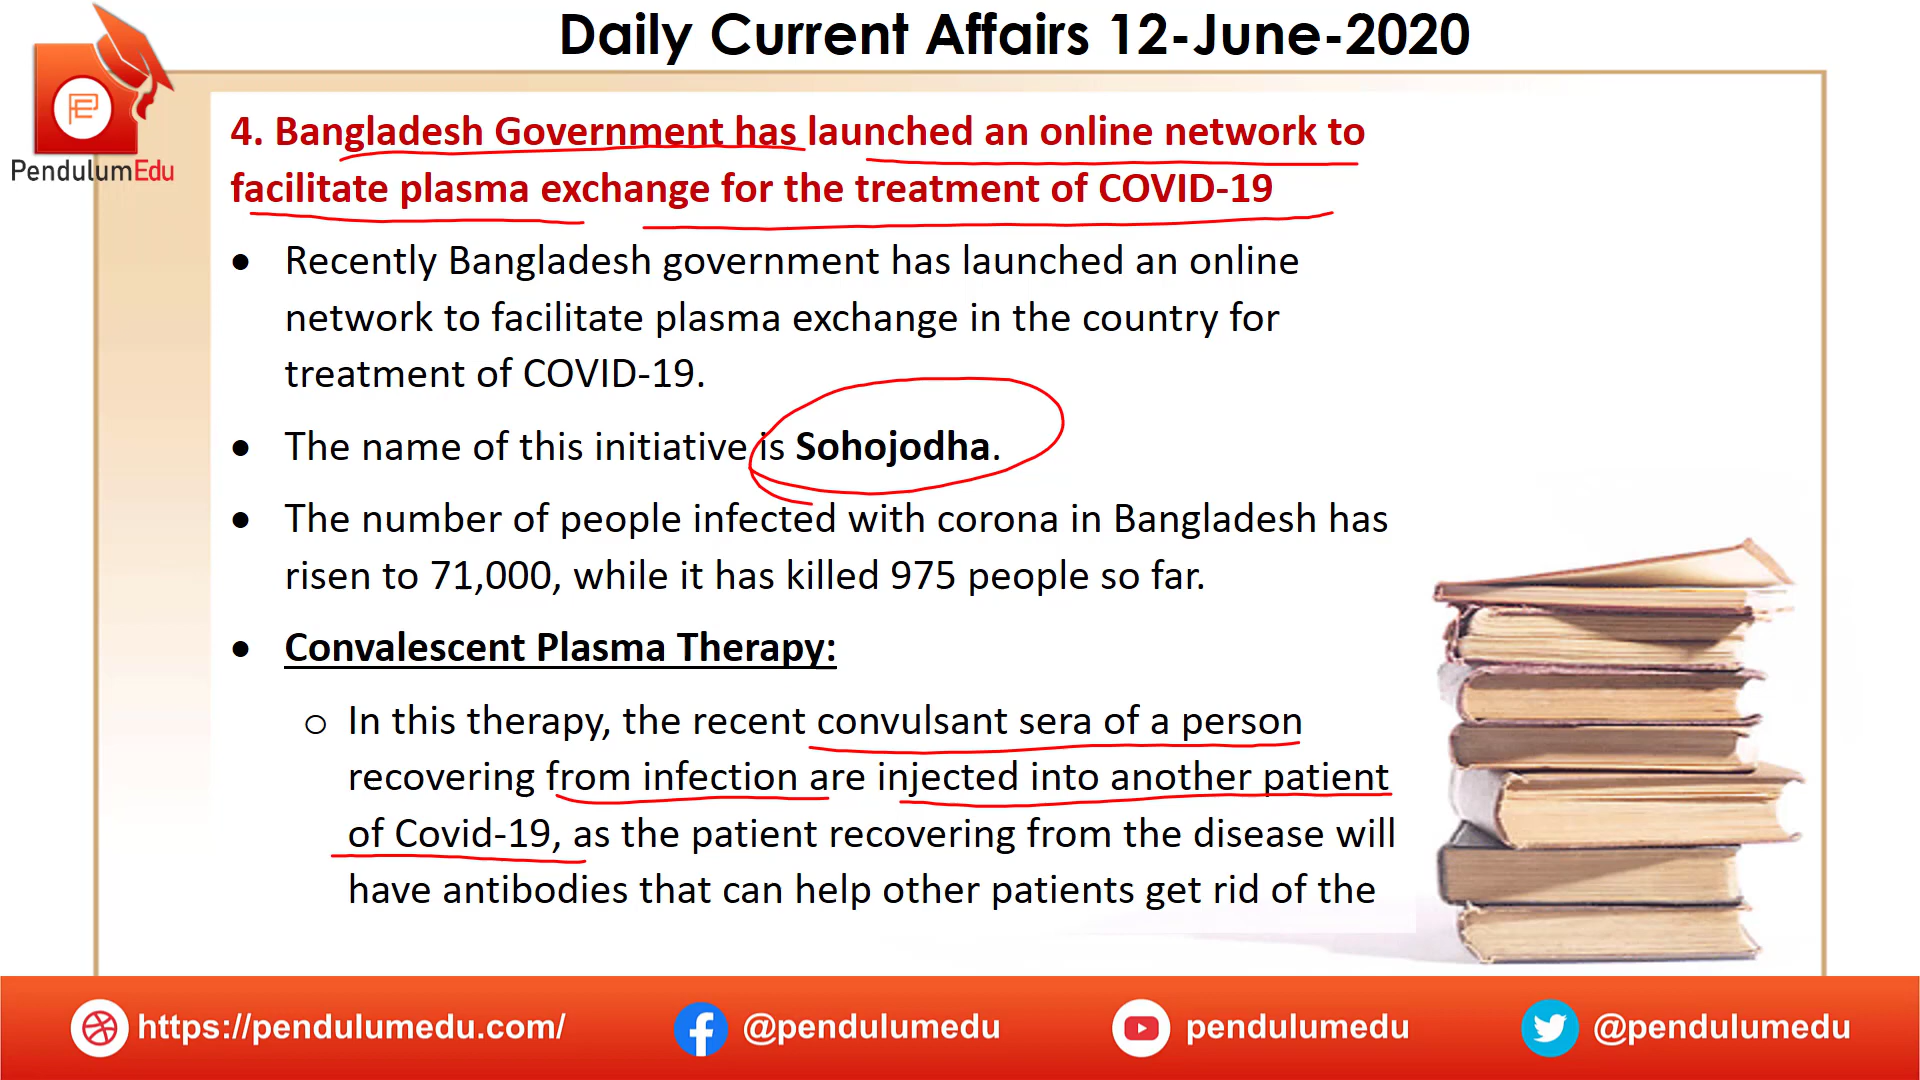 Daily Current Affairs 12-June-2020
PendulumEdu
4. Bangladesh Government has launched an online network to
facilitate plasma exchange for the treatment of COVID-19
• Recently Bangladesh government has launched an online
network to facilitate plasma exchange in the country for
treatment of COVID-19.
• The name of this initiative is Sohojodha.
• The number of people infected with corona in Bangladesh has
risen to 71,000, while it has killed 975 people so far.
• Convalescent Plasma Therapy:
o In this therapy, the recent convulsant sera of a person
recovering from infection are injected into another patient
of Covid-19, as the patient recovering from the disease will
have antibodies that can help other patients get rid of the
https://pendulumedu.com/ @pendulumedu pendulumedu @pendulumedu